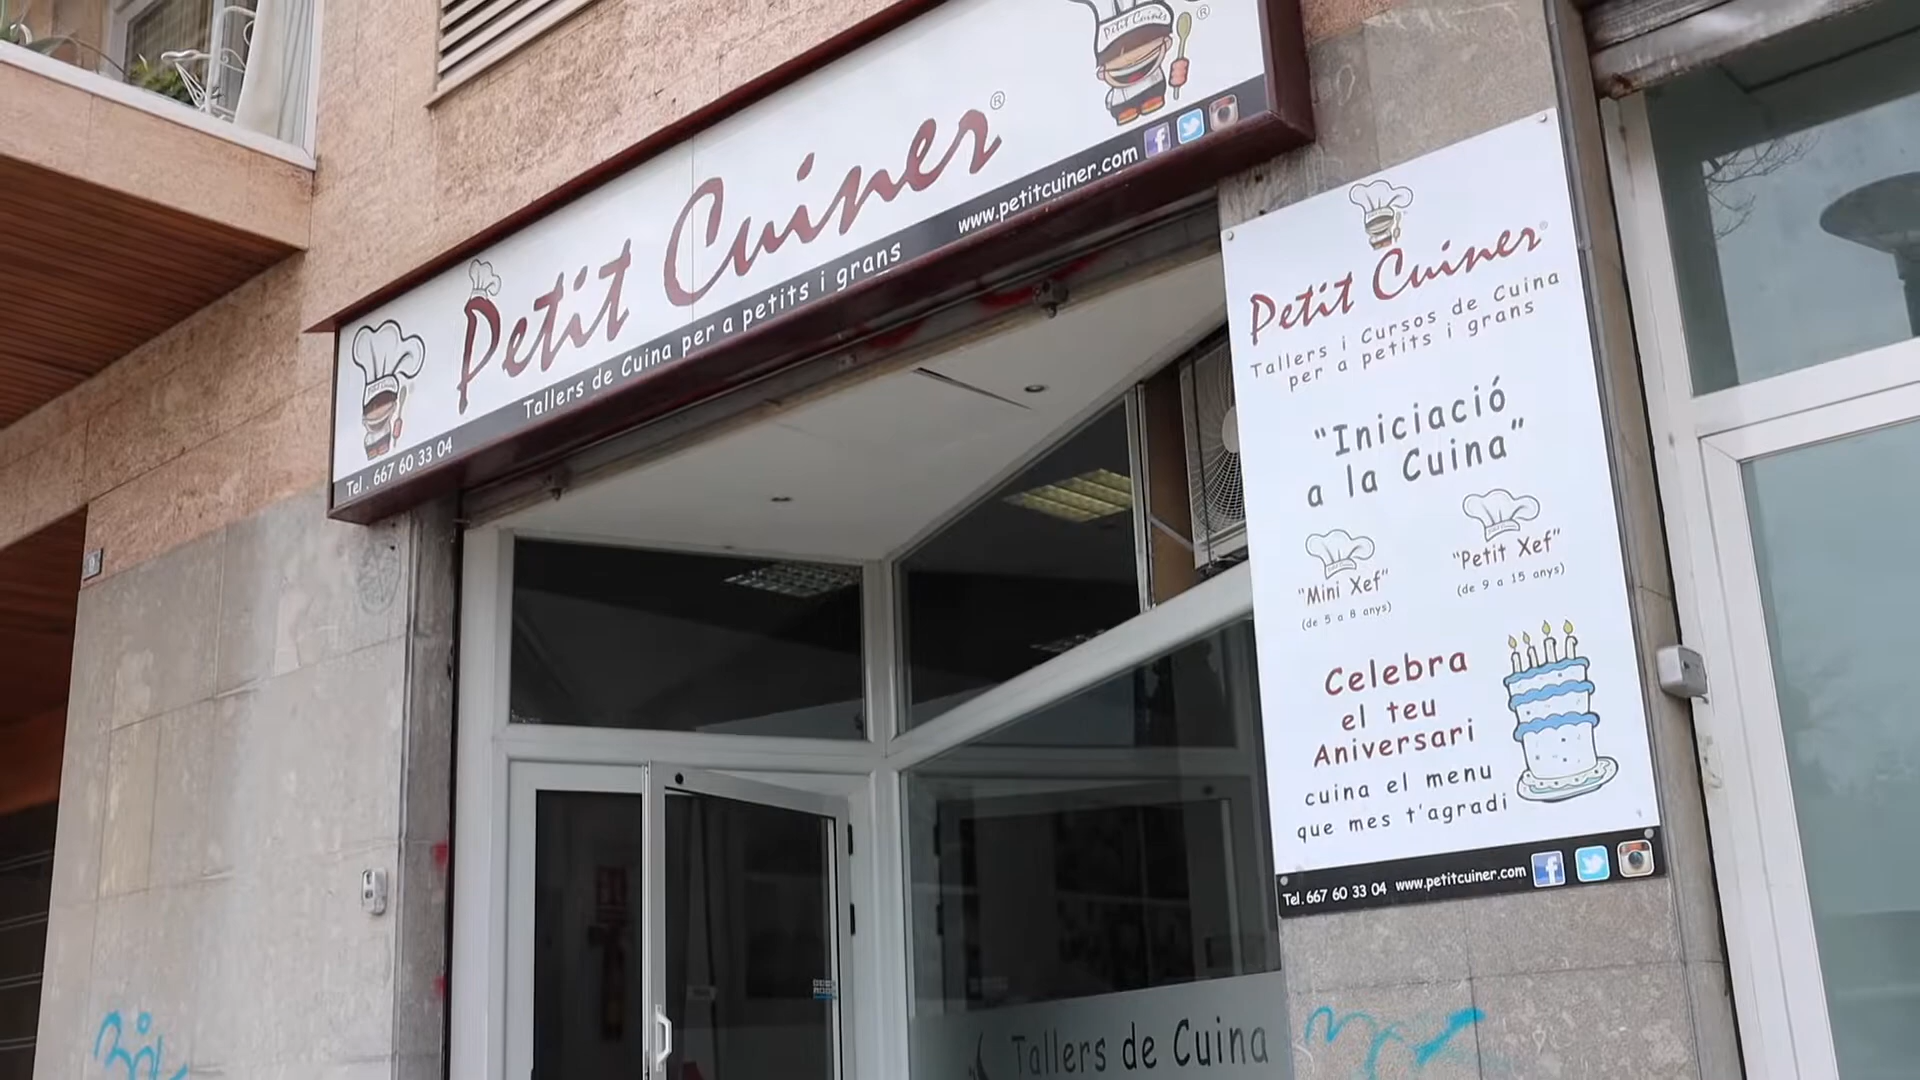 Petit Cuiner
®
Petit Cuiner
Tallers de Cuina per a petits i grans
www.petitcuiner.com
Tel. 667 60 33 04
Petit Cuiner
Tallers i Cursos de Cuina
per a petits i grans
"Iniciació
a la Cuina"
"Mini Xef"
(de 5 a 8 anys)
"Petit Xef"
(de 9 a 15 anys)
Celebra
el teu
Aniversari
cuina el menu
que mes t'agradi
Tel. 667 60 33 04 www.petitcuiner.com
Tallers de Cuina